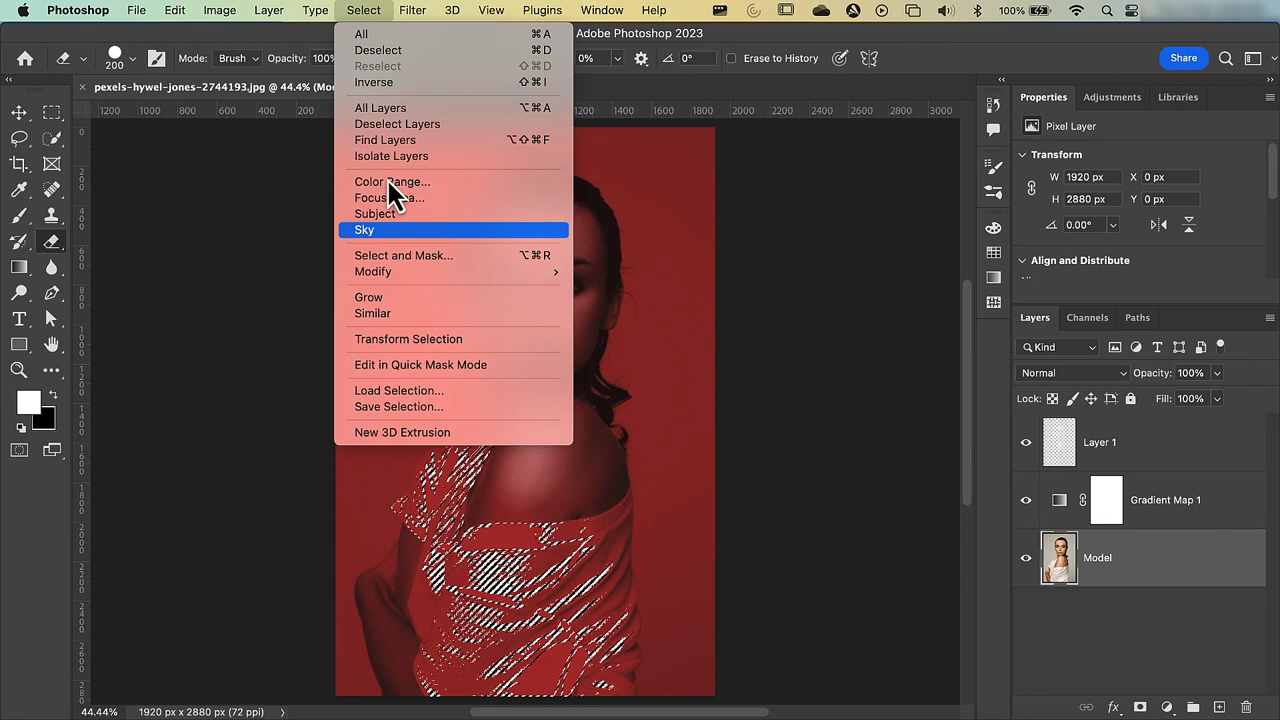 Photoshop File Edit Image Layer Type Select Filter 3D View Plugins Window Help 100%
Adobe Photoshop 2023
200 Mode: Brush Opacity: 100% 0% 0° Erase to History Share
× pexels-hywel-jones-2744193.jpg @ 44.4% (Mo
1200 1000 800 600 400 200 1200 1400 1600 1800 2000 2200 2400 2600 2800 3000
All ⌘A
Deselect ⌘D
Reselect ⇧⌘D
Inverse ⇧⌘I
All Layers ⌥⌘A
Deselect Layers
Find Layers ⌥⇧⌘F
Isolate Layers
Color Range...
Focus a...
Subject
Sky
Select and Mask... ⌥⌘R
Modify
Grow
Similar
Transform Selection
Edit in Quick Mask Mode
Load Selection...
Save Selection...
New 3D Extrusion
Properties Adjustments Libraries
Pixel Layer
Transform
W 1920 px X 0 px
H 2880 px Y 0 px
0.00°
Align and Distribute
Layers Channels Paths
Kind
Normal Opacity: 100%
Lock: Fill: 100%
Layer 1
Gradient Map 1
Model
44.44% 1920 px x 2880 px (72 ppi)